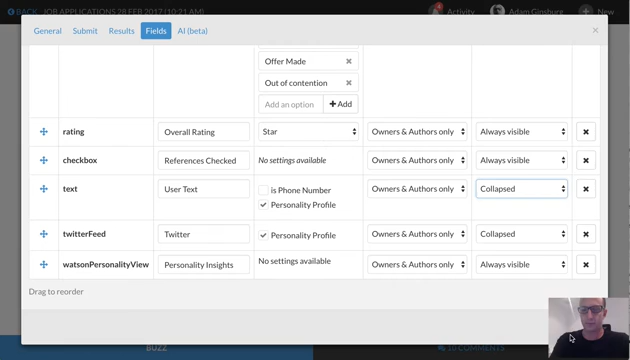 BACK JOB APPLICATIONS 28 FEB 2017 (10:21 AM) 4 Activity Adam Ginsburg New
General Submit Results Fields AI (beta) ×
Offer Made ×
Out of contention ×
Add an option +Add
rating Overall Rating Star Owners & Authors only Always visible ×
checkbox References Checked No settings available Owners & Authors only Always visible ×
text User Text is Phone Number Owners & Authors only Collapsed ×
Personality Profile
twitterFeed Twitter Personality Profile Owners & Authors only Collapsed ×
watsonPersonalityView Personality Insights No settings available Owners & Authors only Always visible ×
Drag to reorder
BUZZ 10 COMMENTS